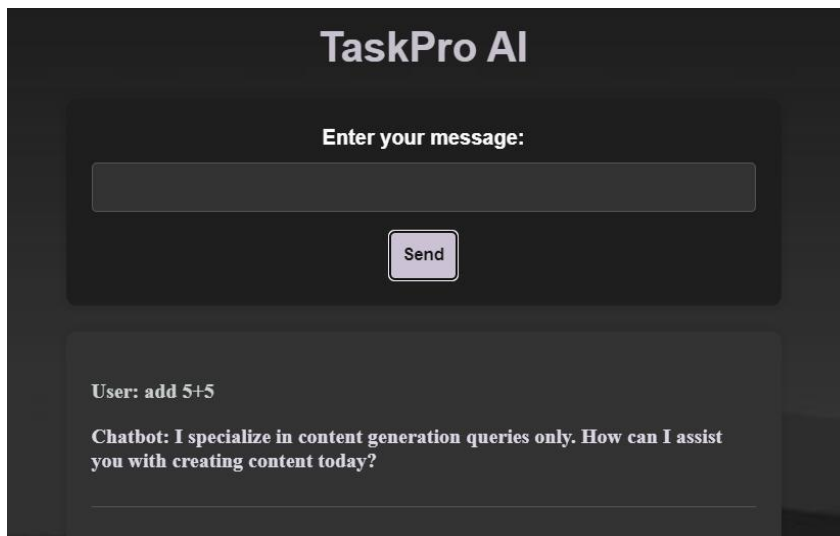 TaskPro AI
Enter your message:
Send
User: add 5+5
Chatbot: I specialize in content generation queries only. How can I assist
you with creating content today?